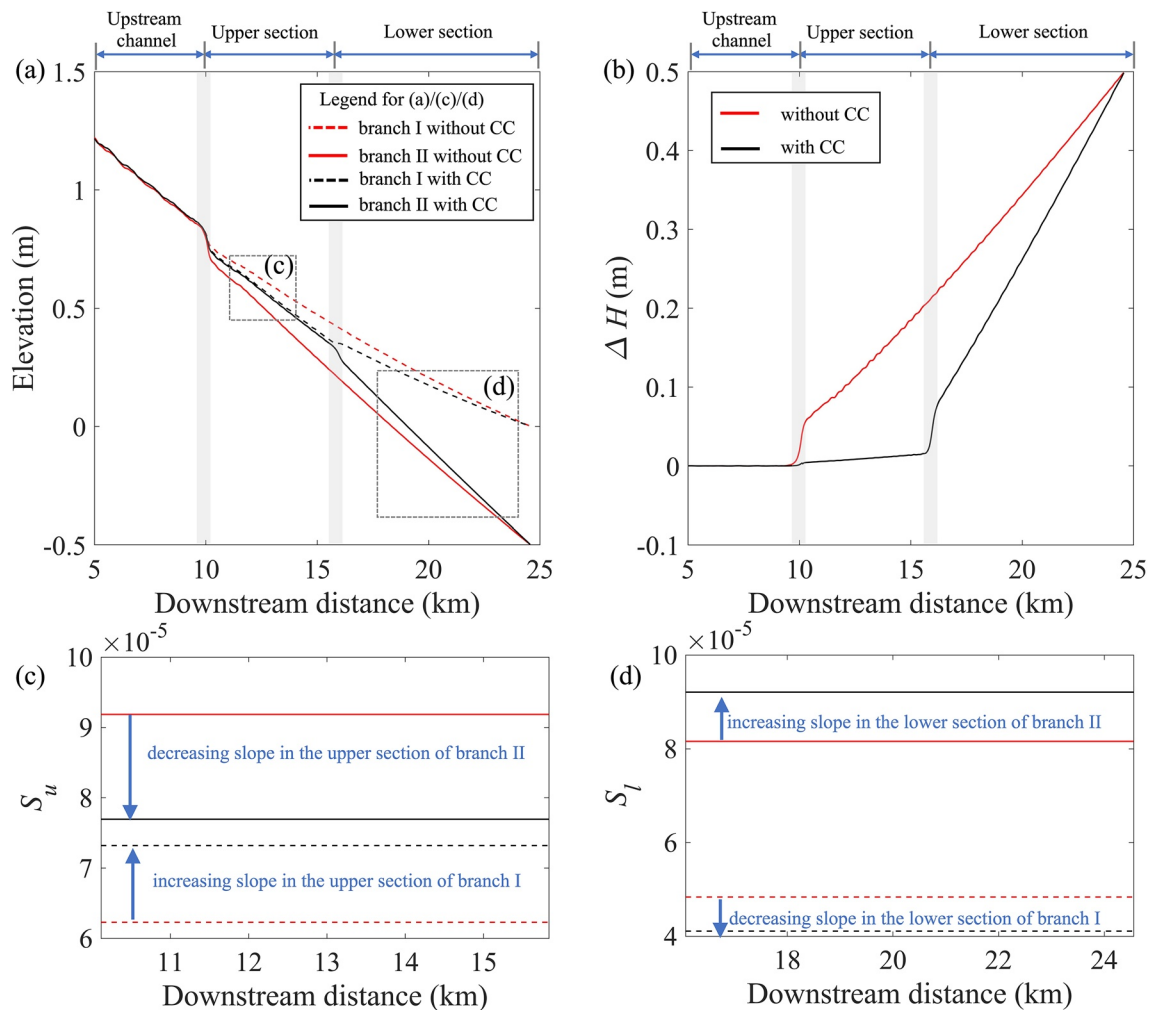 Upstream
channel
Upper section
Lower section
(a)
1.5
1
0.5
0
-0.5
5
10
15
20
25
Elevation (m)
Downstream distance (km)
Legend for (a)/(c)/(d)
branch I without CC
branch II without CC
branch I with CC
branch II with CC
(c)
(d)
Upstream
channel
Upper section
Lower section
(b)
0.5
0.4
0.3
0.2
0.1
0
-0.1
5
10
15
20
25
Δ H (m)
Downstream distance (km)
without CC
with CC
(c)
×10⁻⁵
10
9
8
7
6
11
12
13
14
15
Sᵤ
Downstream distance (km)
decreasing slope in the upper section of branch II
increasing slope in the upper section of branch I
(d)
×10⁻⁵
10
8
6
4
18
20
22
24
Sₗ
Downstream distance (km)
increasing slope in the lower section of branch II
decreasing slope in the lower section of branch I